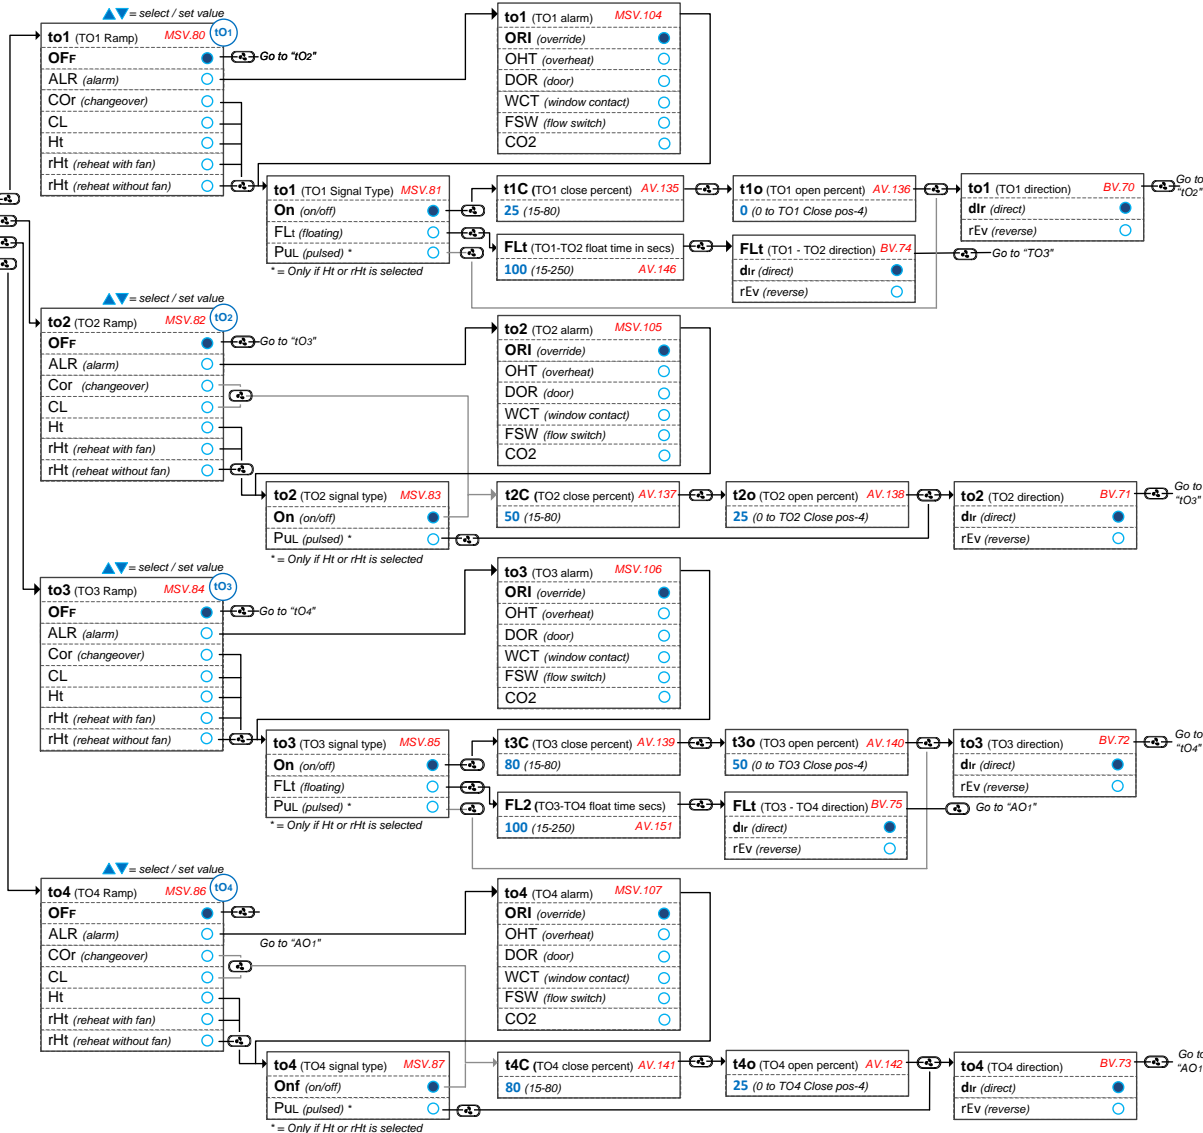 = select / set value
to1 (TO1 Ramp) MSV.80 tO1
OFF
Go to "tO2"
ALR (alarm)
COr (changeover)
CL
Ht
rHt (reheat with fan)
rHt (reheat without fan)
to1 (TO1 alarm) MSV.104
ORI (override)
OHT (overheat)
DOR (door)
WCT (window contact)
FSW (flow switch)
CO2
to1 (TO1 Signal Type) MSV.81
On (on/off)
FLt (floating)
PuL (pulsed) *
* = Only if Ht or rHt is selected
t1C (TO1 close percent) AV.135
25 (15-80)
t1o (TO1 open percent) AV.136
0 (0 to TO1 Close pos-4)
to1 (TO1 direction) BV.70
dIr (direct)
rEv (reverse)
Go to
"tO2"
FLt (TO1-TO2 float time in secs)
100 (15-250) AV.146
FLt (TO1 - TO2 direction) BV.74
dIr (direct)
rEv (reverse)
Go to "TO3"
= select / set value
to2 (TO2 Ramp) MSV.82 tO2
OFF
Go to "tO3"
ALR (alarm)
Cor (changeover)
CL
Ht
rHt (reheat with fan)
rHt (reheat without fan)
to2 (TO2 alarm) MSV.105
ORI (override)
OHT (overheat)
DOR (door)
WCT (window contact)
FSW (flow switch)
CO2
to2 (TO2 signal type) MSV.83
On (on/off)
PuL (pulsed) *
* = Only if Ht or rHt is selected
t2C (TO2 close percent) AV.137
50 (15-80)
t2o (TO2 open percent) AV.138
25 (0 to TO2 Close pos-4)
to2 (TO2 direction) BV.71
dIr (direct)
rEv (reverse)
Go to
"tO3"
= select / set value
to3 (TO3 Ramp) MSV.84 tO3
OFF
Go to "tO4"
ALR (alarm)
Cor (changeover)
CL
Ht
rHt (reheat with fan)
rHt (reheat without fan)
to3 (TO3 alarm) MSV.106
ORI (override)
OHT (overheat)
DOR (door)
WCT (window contact)
FSW (flow switch)
CO2
to3 (TO3 signal type) MSV.85
On (on/off)
FLt (floating)
PuL (pulsed) *
* = Only if Ht or rHt is selected
t3C (TO3 close percent) AV.139
80 (15-80)
t3o (TO3 open percent) AV.140
50 (0 to TO3 Close pos-4)
to3 (TO3 direction) BV.72
dIr (direct)
rEv (reverse)
Go to
"tO4"
FL2 (TO3-TO4 float time secs)
100 (15-250) AV.151
FLt (TO3 - TO4 direction) BV.75
dIr (direct)
rEv (reverse)
Go to "AO1"
= select / set value
to4 (TO4 Ramp) MSV.86 tO4
OFF
ALR (alarm)
Go to "AO1"
COr (changeover)
CL
Ht
rHt (reheat with fan)
rHt (reheat without fan)
to4 (TO4 alarm) MSV.107
ORI (override)
OHT (overheat)
DOR (door)
WCT (window contact)
FSW (flow switch)
CO2
to4 (TO4 signal type) MSV.87
Onf (on/off)
PuL (pulsed) *
* = Only if Ht or rHt is selected
t4C (TO4 close percent) AV.141
80 (15-80)
t4o (TO4 open percent) AV.142
25 (0 to TO4 Close pos-4)
to4 (TO4 direction) BV.73
dIr (direct)
rEv (reverse)
Go to
"AO1